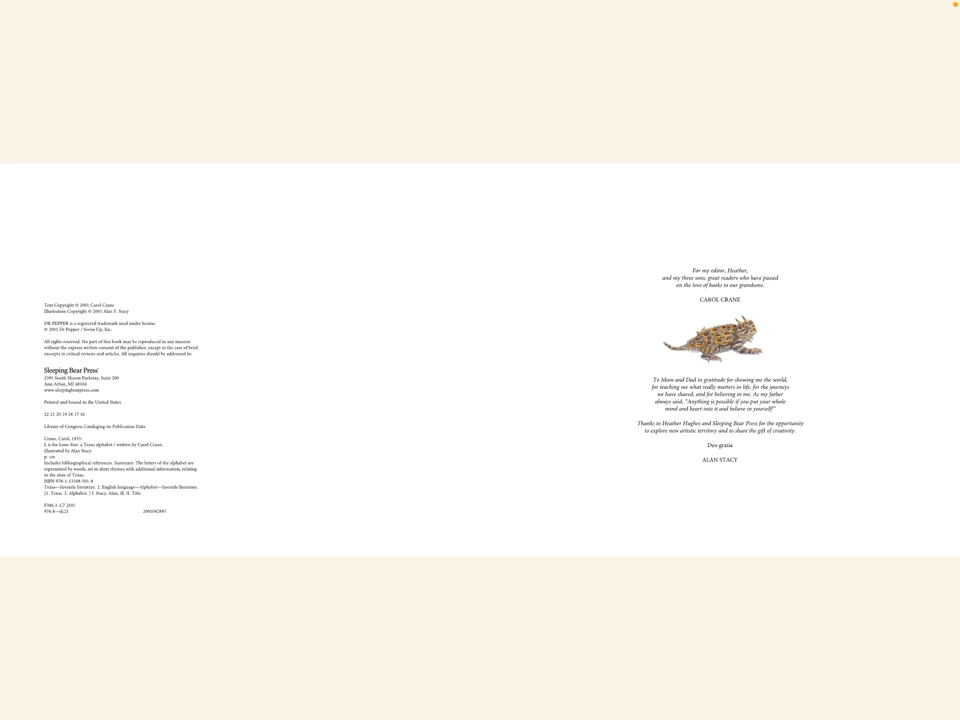 Text Copyright © 2001 Carol Crane
Illustration Copyright © 2001 Alan F. Stacy
DR PEPPER is a registered trademark used under license.
© 2001 Dr Pepper / Seven Up, Inc.
All rights reserved. No part of this book may be reproduced in any manner
without the express written consent of the publisher, except in the case of brief
excerpts in critical reviews and articles. All inquiries should be addressed to:
Sleeping Bear Press
2395 South Huron Parkway, Suite 200
Ann Arbor, MI 48104
www.sleepingbearpress.com
Printed and bound in the United States.
22 21 20 19 18 17 16
Library of Congress Cataloging-in-Publication Data
Crane, Carol, 1933-
L is for Lone Star: a Texas alphabet / written by Carol Crane;
illustrated by Alan Stacy.
p. cm
Includes bibliographical references. Summary: The letters of the alphabet are
represented by words, set in short rhymes with additional information, relating
to the state of Texas.
ISBN
Texas—Juvenile literature. 2. English language—Alphabet—Juvenile literature.
[1. Texas. 2. Alphabet. ] I. Stacy, Alan, ill. II. Title.
F386.3 .C7 2001
976.4—dc21 2001042893
For my editor, Heather,
and my three sons, great readers who have passed
on the love of books to our grandsons.
CAROL CRANE
To Mom and Dad in gratitude for showing me the world,
for teaching me what really matters in life, for the journeys
we have shared, and for believing in me. As my father
always said, "Anything is possible if you put your whole
mind and heart into it and believe in yourself!"
Thanks to Heather Hughes and Sleeping Bear Press for the opportunity
to explore new artistic territory and to share the gift of creativity.
Deo gratia
ALAN STACY